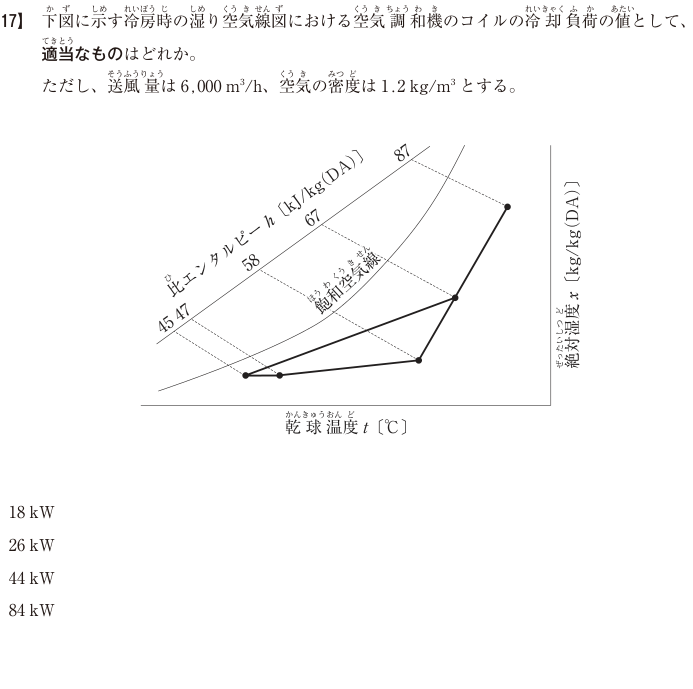 17】 下図に示す冷房時の湿り空気線図における空気調和機のコイルの冷却負荷の値として、
適当なものはどれか。
ただし、送風量は 6,000 m³/h、空気の密度は 1.2 kg/m³ とする。
87
比エンタルピー h〔kJ/kg(DA)〕
67
58
飽和空気線
45 47
絶対湿度 x〔kg/kg(DA)〕
乾球温度 t〔℃〕
18 kW
26 kW
44 kW
84 kW